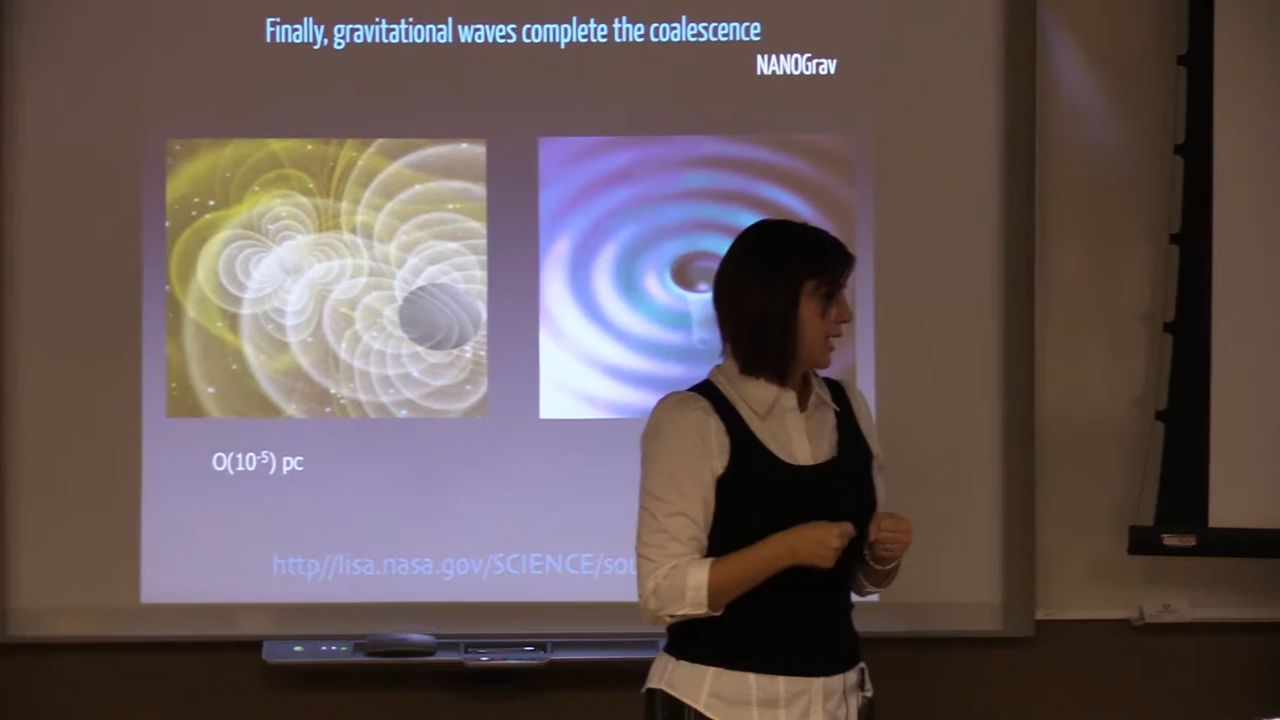 Finally, gravitational waves complete the coalescence
NANOGrav
O(10⁻⁵) pc
http//lisa.nasa.gov/SCIENCE/sou